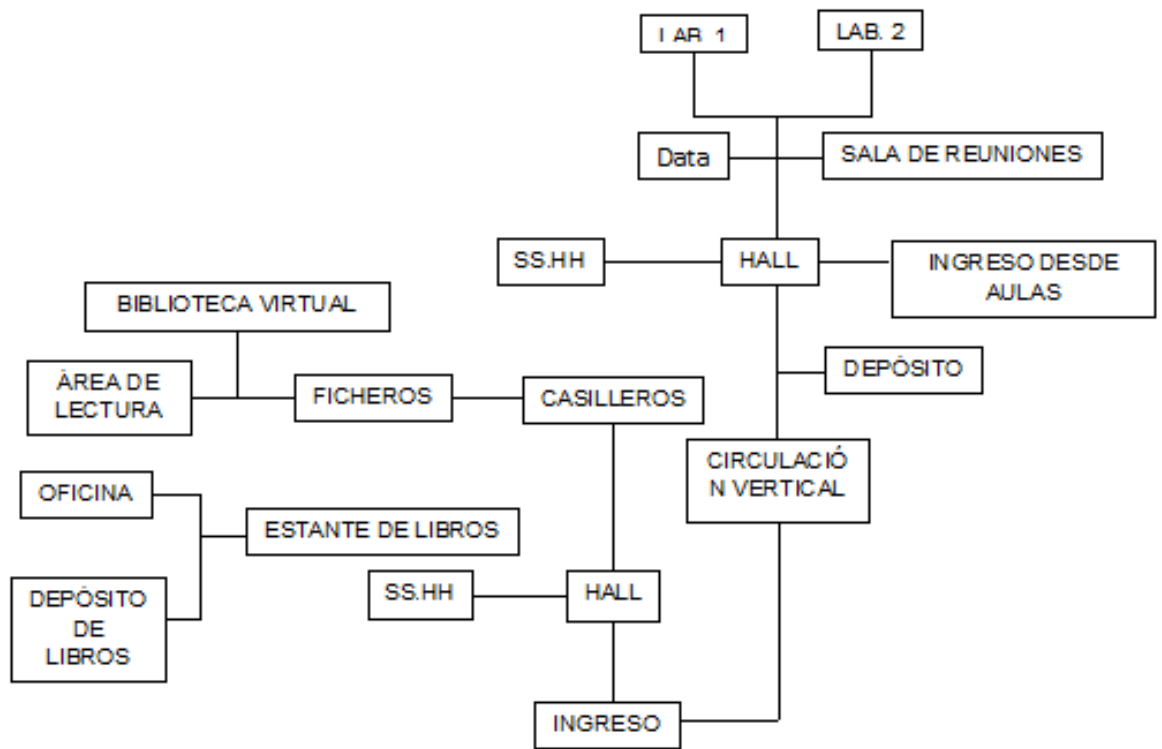 LAB. 1
LAB. 2
Data
SALA DE REUNIONES
SS.HH
HALL
INGRESO DESDE
AULAS
BIBLIOTECA VIRTUAL
ÁREA DE
LECTURA
FICHEROS
CASILLEROS
DEPÓSITO
CIRCULACIÓ
N VERTICAL
OFICINA
ESTANTE DE LIBROS
DEPÓSITO
DE
LIBROS
SS.HH
HALL
INGRESO